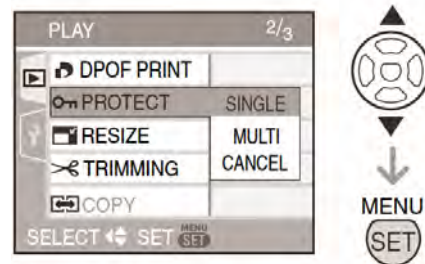 PLAY 2/3
DPOF PRINT
PROTECT SINGLE
RESIZE MULTI
TRIMMING CANCEL
COPY
SELECT SET MENU SET
MENU
SET